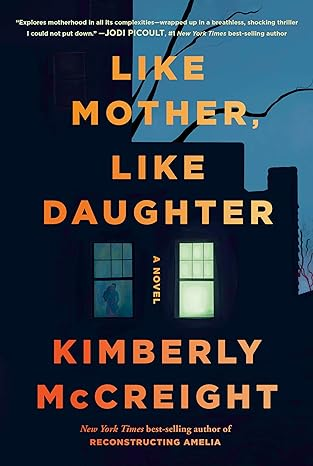 "Explores motherhood in all its complexities—wrapped up in a breathless, shocking thriller
I could not put down." —JODI PICOULT, #1 New York Times best-selling author
LIKE
MOTHER,
LIKE
DAUGHTER
A NOVEL
KIMBERLY
McCREIGHT
New York Times best-selling author of
RECONSTRUCTING AMELIA